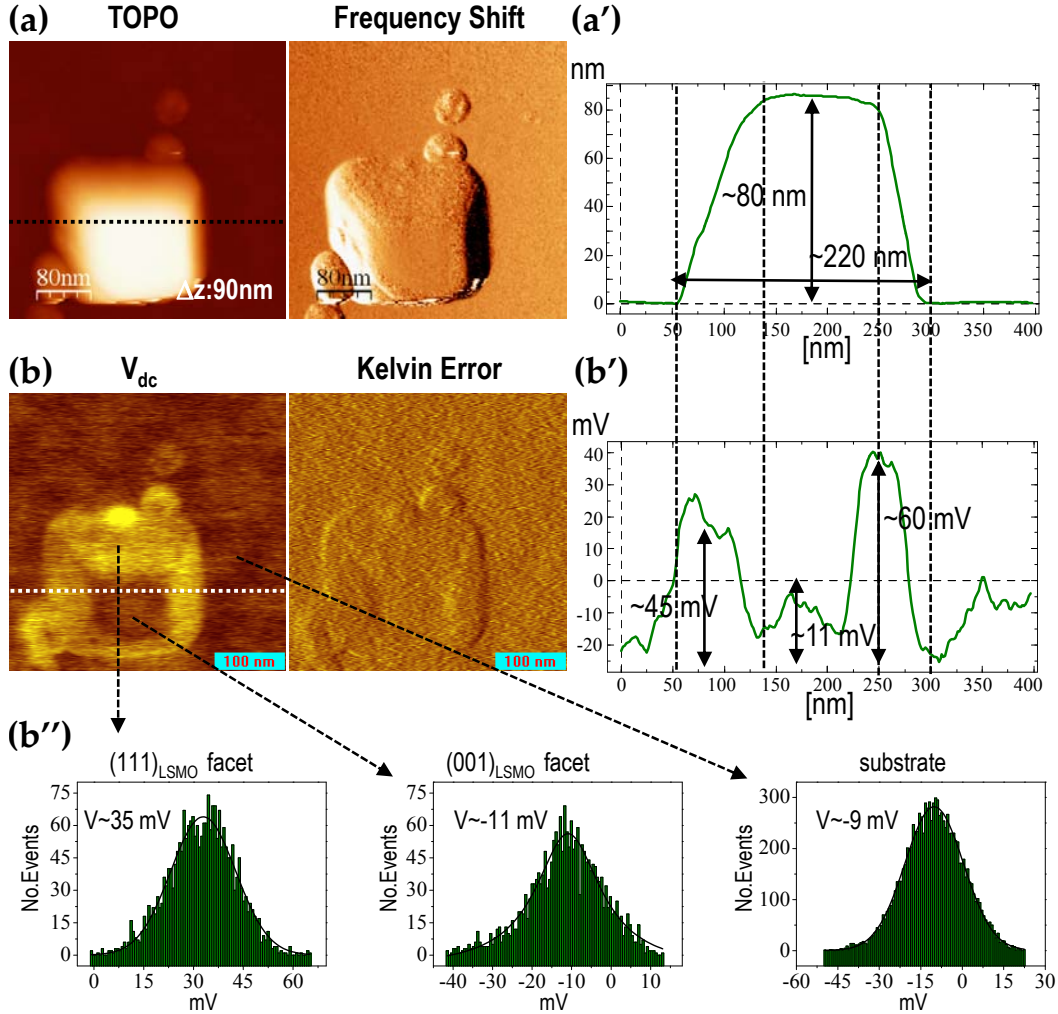 (a)
TOPO
Frequency Shift
(a')
80nm
Δz:90nm
80nm
nm
80
60
40
20
0
~80 nm
~220 nm
0 50 100 150 200 250 300 350 400
[nm]
(b)
V_dc
Kelvin Error
(b')
100 nm
100 nm
mV
40
30
20
10
0
-10
-20
~45 mV
~11 mV
~60 mV
0 50 100 150 200 250 300 350 400
[nm]
(b'')
(111)LSMO facet
V~35 mV
No.Events
75
60
45
30
15
0
0 20 40 60
mV
(001)LSMO facet
V~-11 mV
No.Events
75
60
45
30
15
0
-40 -30 -20 -10 0 10
mV
substrate
V~-9 mV
No.Events
300
200
100
0
-60 -45 -30 -15 0 15 30
mV